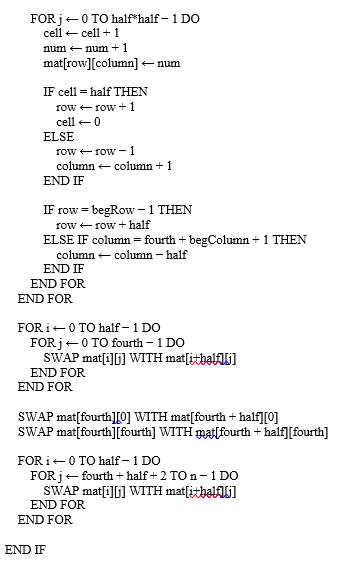 FOR j ← 0 TO half*half – 1 DO
cell ← cell + 1
num ← num + 1
mat[row][column] ← num
IF cell = half THEN
row ← row + 1
cell ← 0
ELSE
row ← row – 1
column ← column + 1
END IF
IF row = begRow – 1 THEN
row ← row + half
ELSE IF column = fourth + begColumn + 1 THEN
column ← column – half
END IF
END FOR
END FOR
FOR i ← 0 TO half – 1 DO
FOR j ← 0 TO fourth – 1 DO
SWAP mat[i][j] WITH mat[i+half][j]
END FOR
END FOR
SWAP mat[fourth][0] WITH mat[fourth + half][0]
SWAP mat[fourth][fourth] WITH mat[fourth + half][fourth]
FOR i ← 0 TO half – 1 DO
FOR j ← fourth + half + 2 TO n – 1 DO
SWAP mat[i][j] WITH mat[i+half][j]
END FOR
END FOR
END IF